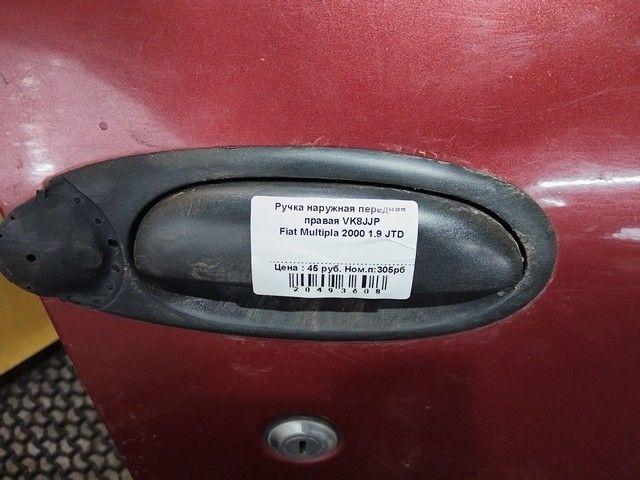 Ручка наружная передняя
правая VK8JJP
Fiat Multipla 2000 1.9 JTD
Цена : 45 руб. Ном.п:305рб
20493608